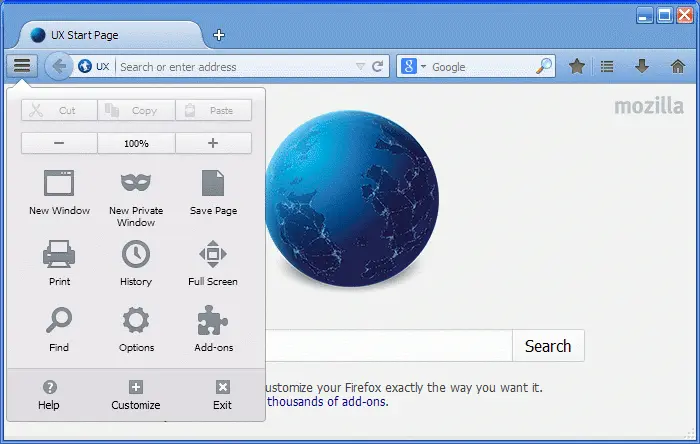 UX Start Page
UX
Search or enter address
Google
mozilla
Cut
Copy
Paste
100%
New Window
New Private
Window
Save Page
Print
History
Full Screen
Find
Options
Add-ons
Search
ustomize your Firefox exactly the way you want it.
thousands of add-ons.
Help
Customize
Exit